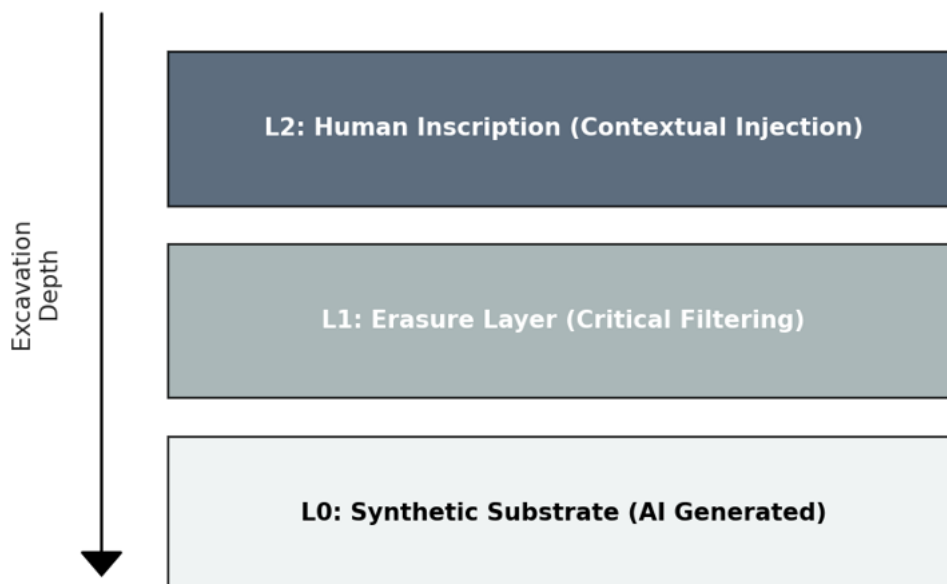 L2: Human Inscription (Contextual Injection)
Excavation
Depth
L1: Erasure Layer (Critical Filtering)
L0: Synthetic Substrate (AI Generated)